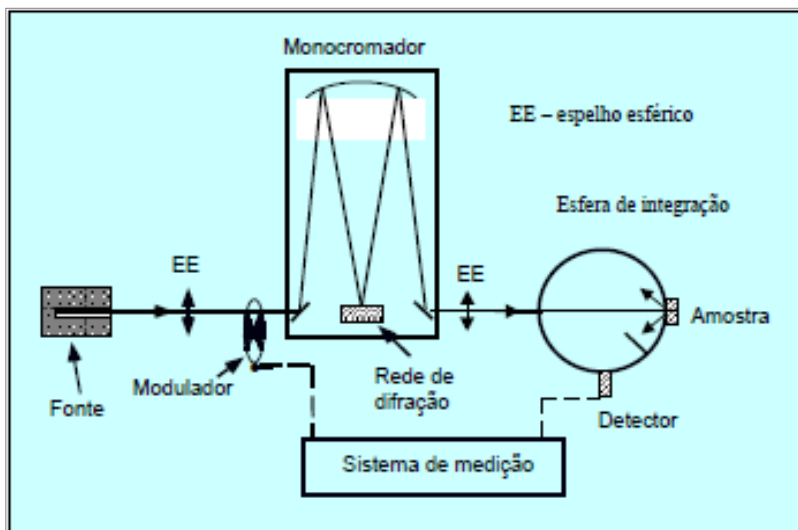 Monocromador
EE – espelho esférico
Esfera de integração
EE
EE
Amostra
Modulador
Rede de
difração
Fonte
Detector
Sistema de medição